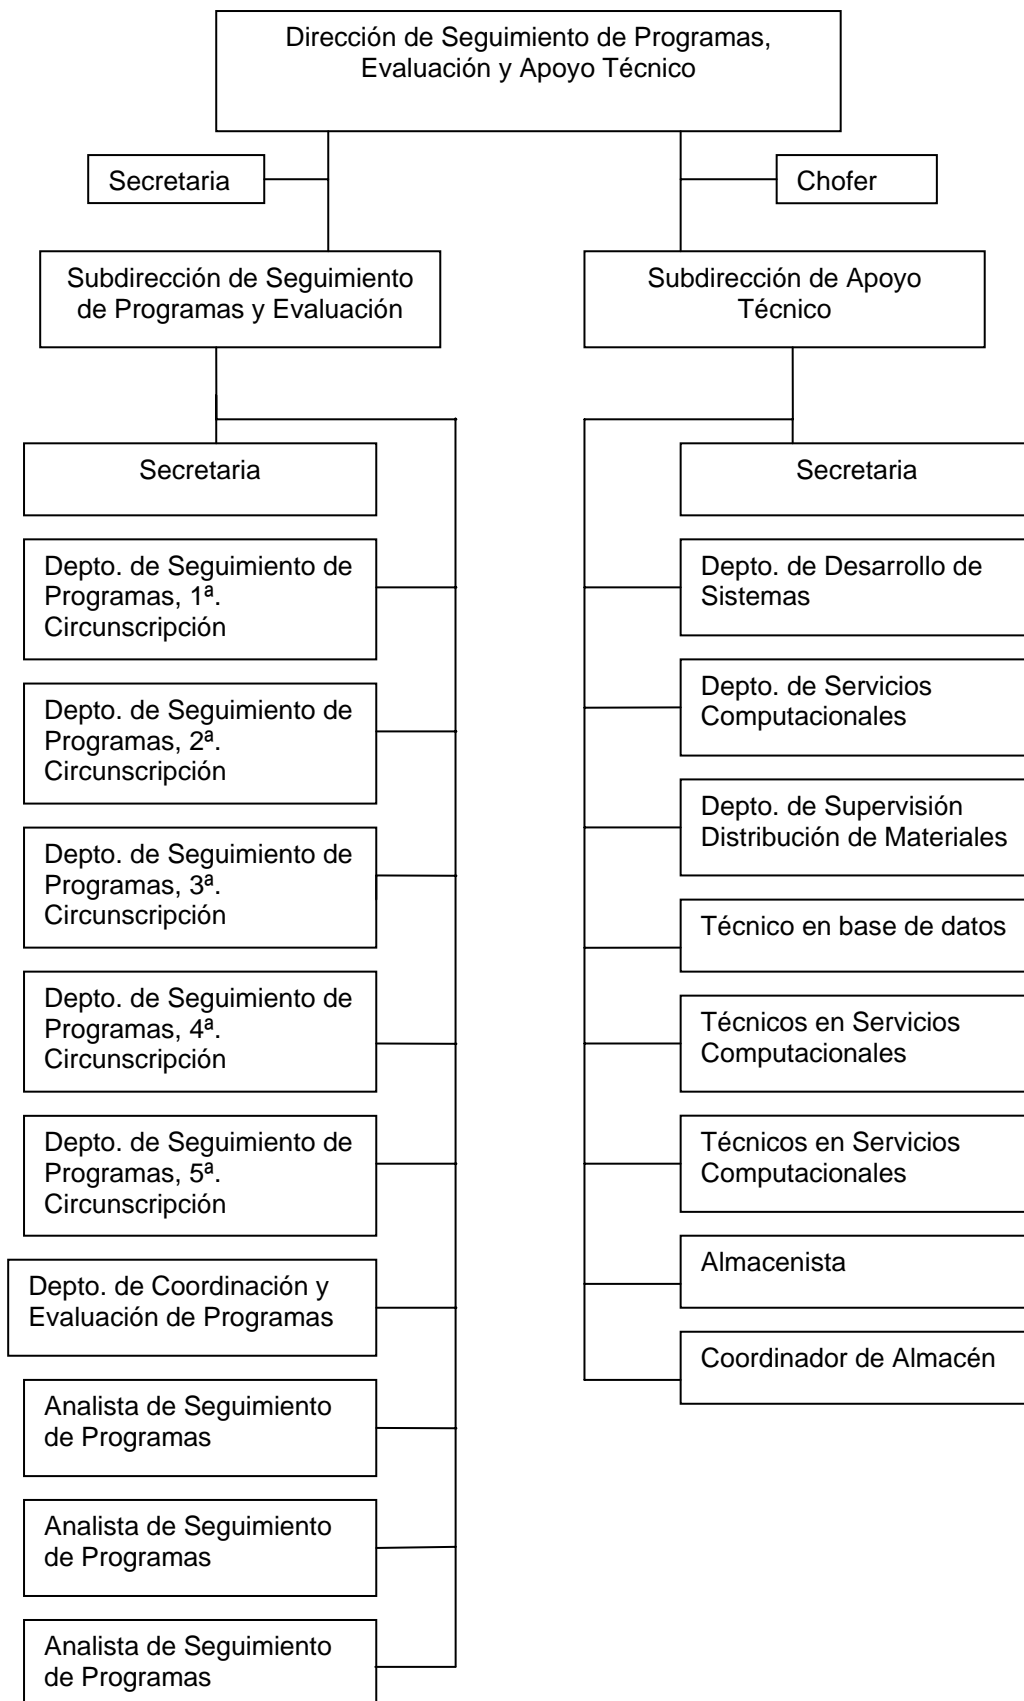 Dirección de Seguimiento de Programas,
Evaluación y Apoyo Técnico
Secretaria
Chofer
Subdirección de Seguimiento
de Programas y Evaluación
Subdirección de Apoyo
Técnico
Secretaria
Depto. de Seguimiento de
Programas, 1ª.
Circunscripción
Depto. de Seguimiento de
Programas, 2ª.
Circunscripción
Depto. de Seguimiento de
Programas, 3ª.
Circunscripción
Depto. de Seguimiento de
Programas, 4ª.
Circunscripción
Depto. de Seguimiento de
Programas, 5ª.
Circunscripción
Depto. de Coordinación y
Evaluación de Programas
Analista de Seguimiento
de Programas
Analista de Seguimiento
de Programas
Analista de Seguimiento
de Programas
Secretaria
Depto. de Desarrollo de
Sistemas
Depto. de Servicios
Computacionales
Depto. de Supervisión
Distribución de Materiales
Técnico en base de datos
Técnicos en Servicios
Computacionales
Técnicos en Servicios
Computacionales
Almacenista
Coordinador de Almacén